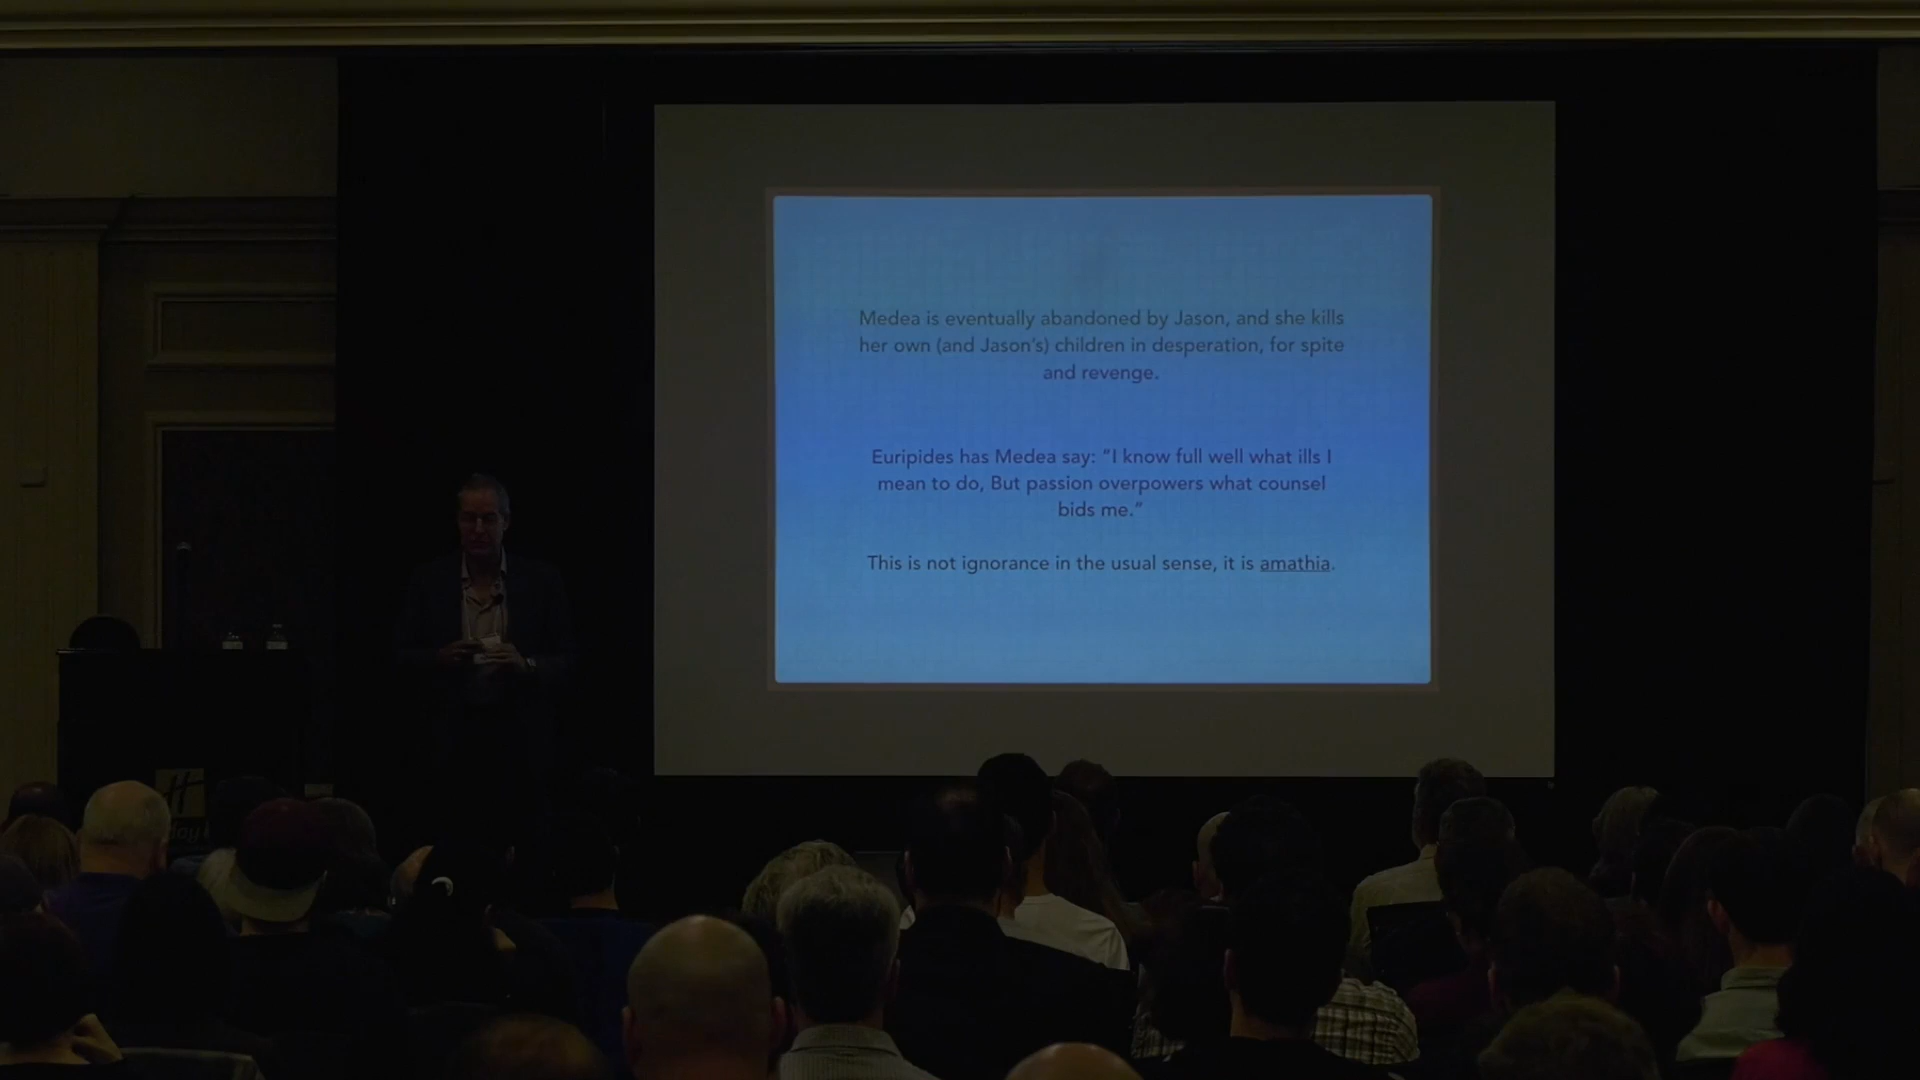 Medea is eventually abandoned by Jason, and she kills
her own (and Jason's) children in desperation, for spite
and revenge.
Euripides has Medea say: “I know full well what ills I
mean to do, But passion overpowers what counsel
bids me.”
This is not ignorance in the usual sense, it is amathia.